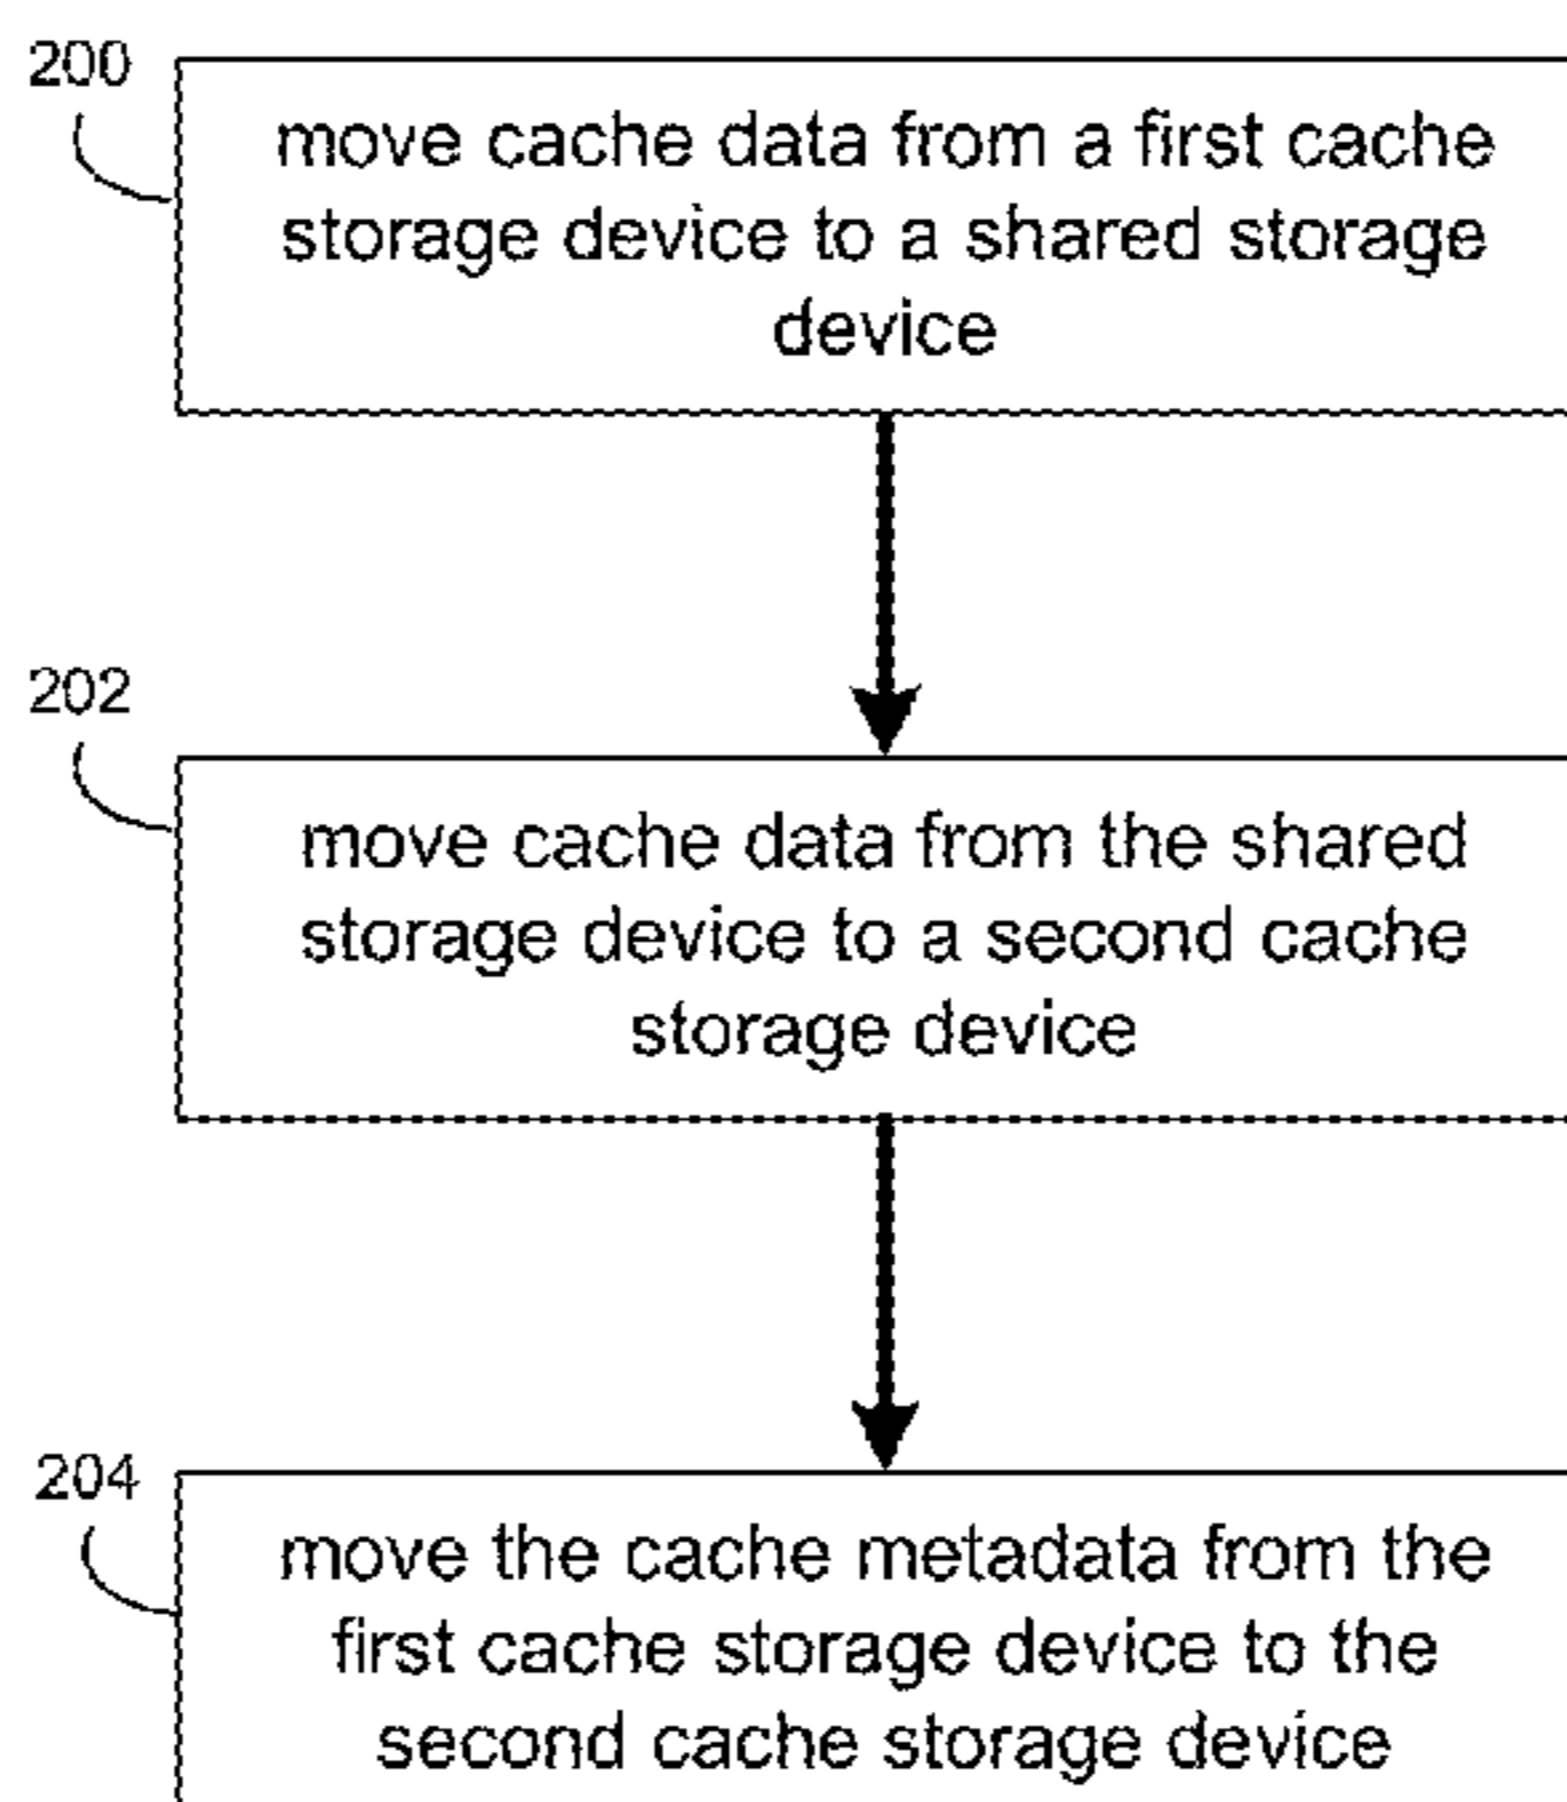 200
move cache data from a first cache
storage device to a shared storage
device
202
move cache data from the shared
storage device to a second cache
storage device
204
move the cache metadata from the
first cache storage device to the
second cache storage device